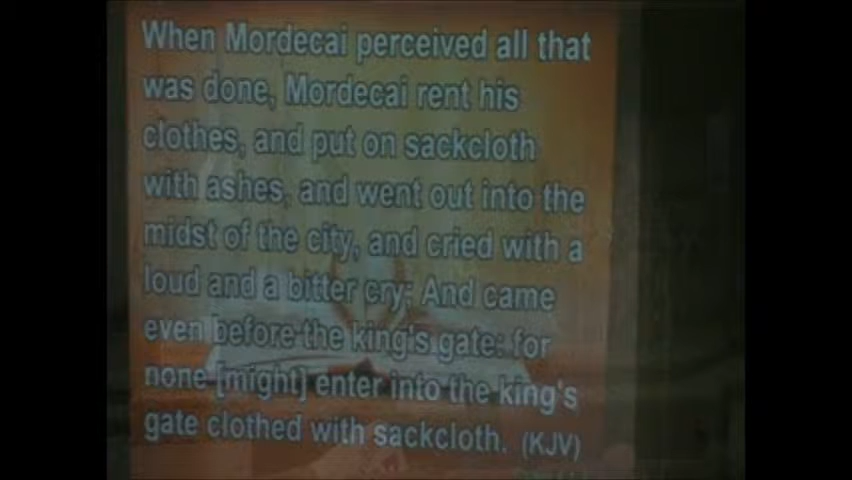 When Mordecai perceived all that
was done, Mordecai rent his
clothes, and put on sackcloth
with ashes, and went out into the
midst of the city, and cried with a
loud and a bitter cry; And came
even before the king's gate: for
none [might] enter into the king's
gate clothed with sackcloth. (KJV)